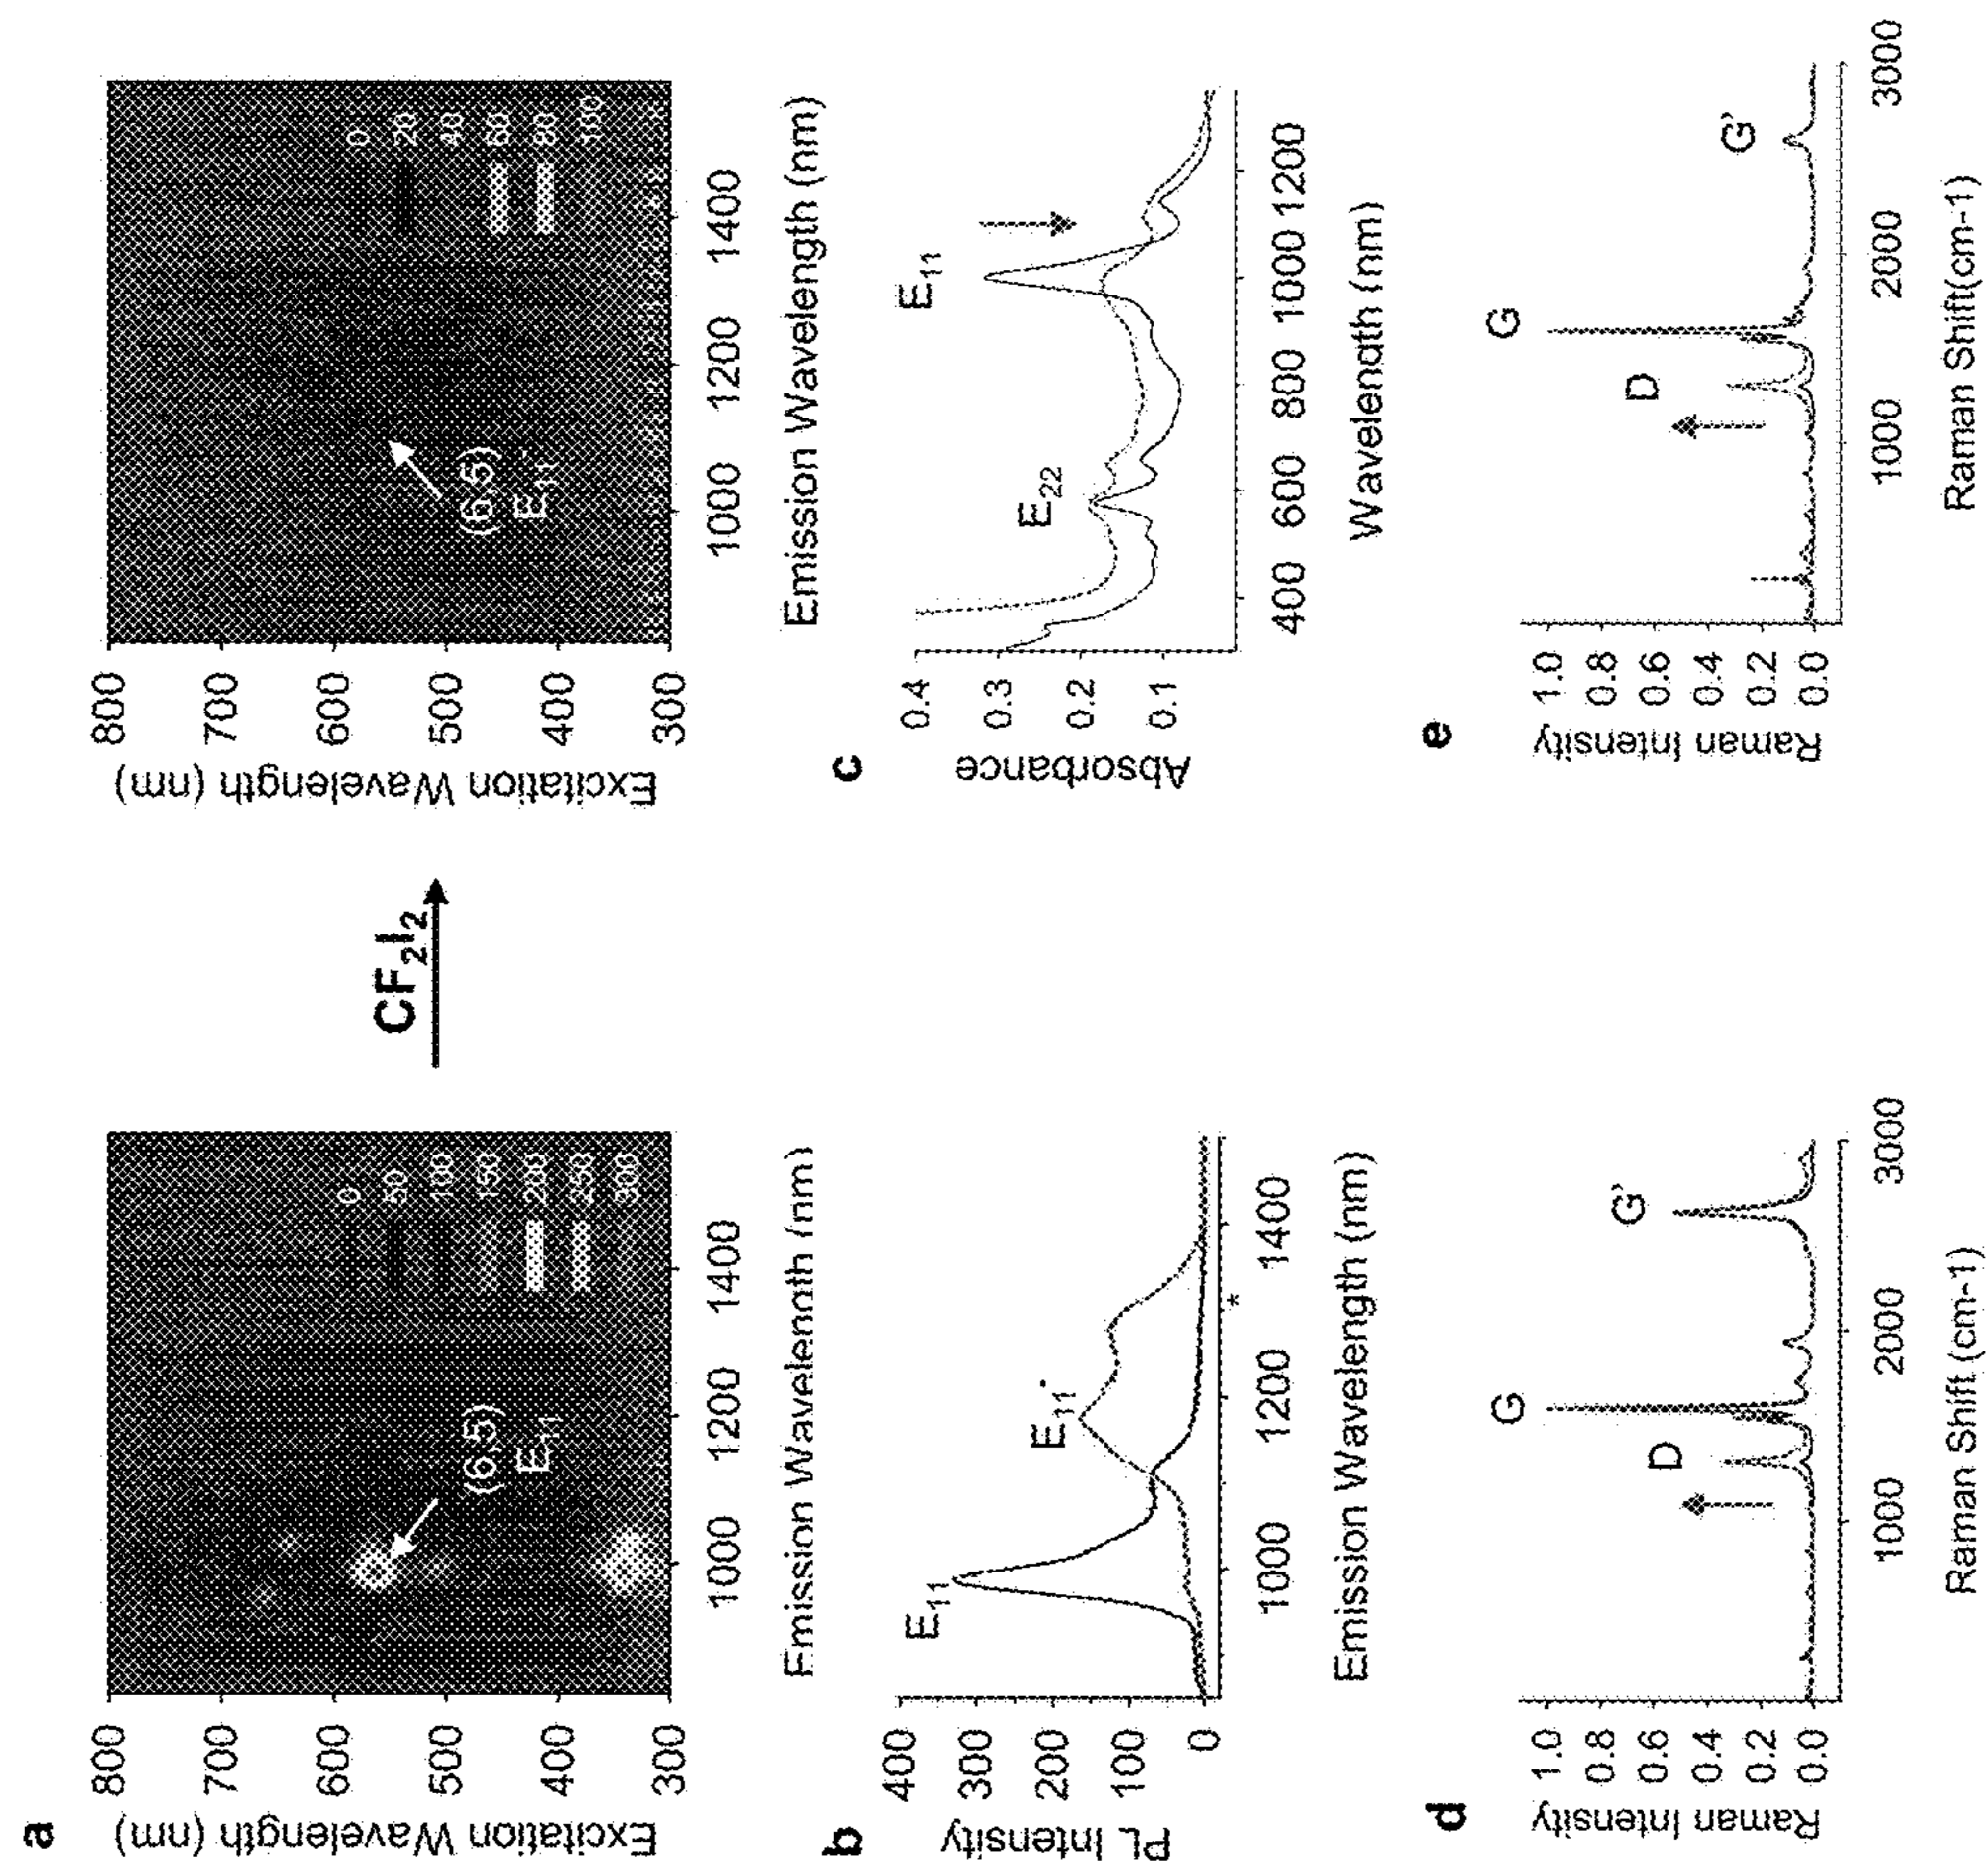 a
Excitation Wavelength (nm)
800
700
600
500
400
300
(6,5)
E11
0
50
100
150
200
250
300
1000 1200 1400
Emission Wavelength (nm)
CF2I2
Excitation Wavelength (nm)
800
700
600
500
400
300
(6,5)
E11-
0
20
40
60
80
100
1000 1200 1400
Emission Wavelength (nm)
b
PL Intensity
400
300
200
100
0
E11
E11-
*
1000 1200 1400
Emission Wavelength (nm)
c
Absorbance
0.4
0.3
0.2
0.1
E22
E11
400 600 800 1000 1200
Wavelength (nm)
d
Raman Intensity
1.0
0.8
0.6
0.4
0.2
0.0
D
G
G'
1000 2000 3000
Raman Shift (cm-1)
e
Raman Intensity
1.0
0.8
0.6
0.4
0.2
0.0
D
G
G'
1000 2000 3000
Raman Shift(cm-1)